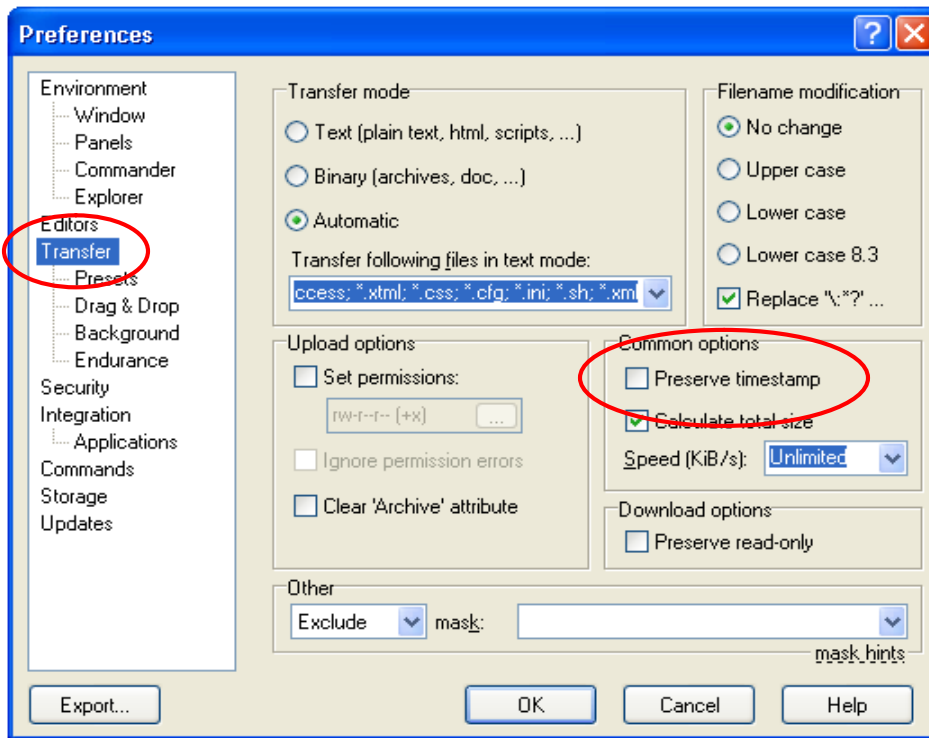 Preferences
Environment
Window
Panels
Commander
Explorer
Editors
Transfer
Presets
Drag & Drop
Background
Endurance
Security
Integration
Applications
Commands
Storage
Updates
Transfer mode
Text (plain text, html, scripts, ...)
Binary (archives, doc, ...)
Automatic
Transfer following files in text mode:
ccess; *.xtml; *.css; *.cfg; *.ini; *.sh; *.xml
Filename modification
No change
Upper case
Lower case
Lower case 8.3
Replace '\:*?' ...
Upload options
Set permissions:
rw-r--r-- (+x) ...
Ignore permission errors
Clear 'Archive' attribute
Common options
Preserve timestamp
Calculate total size
Speed (KiB/s): Unlimited
Download options
Preserve read-only
Other
Exclude mask:
mask hints
Export... OK Cancel Help